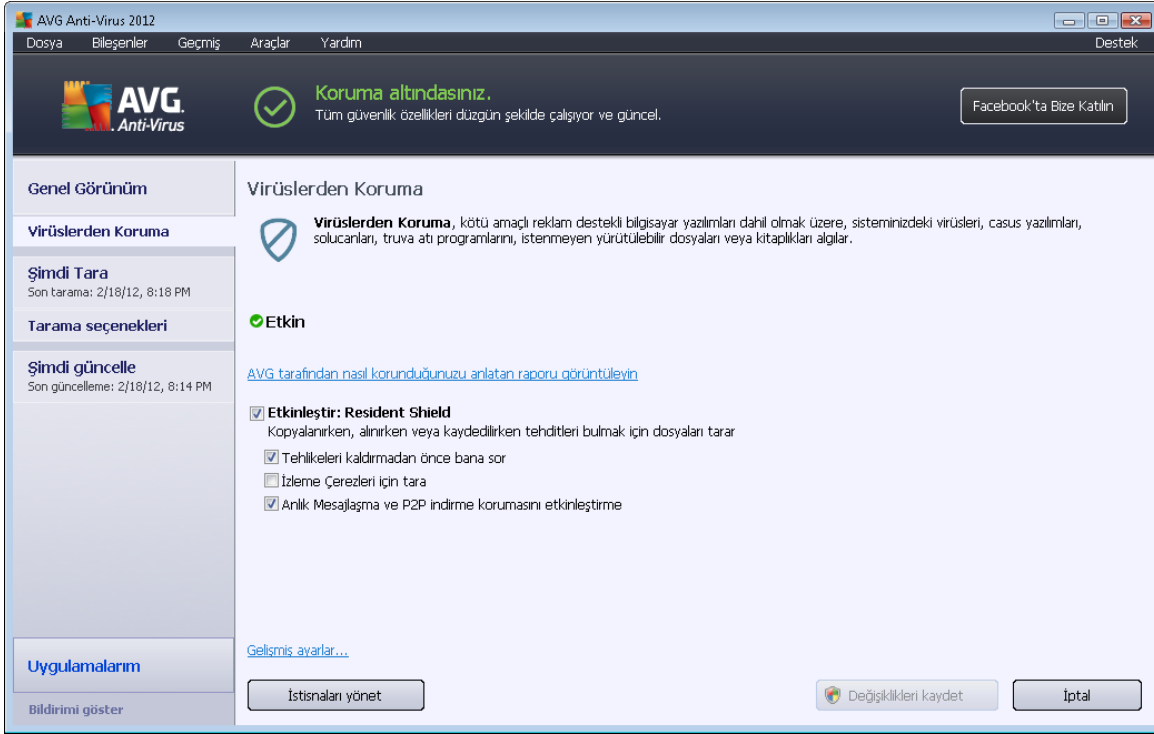 AVG Anti-Virus 2012
Dosya Bileşenler Geçmiş Araçlar Yardım Destek
AVG.
Anti-Virus
Koruma altındasınız.
Tüm güvenlik özellikleri düzgün şekilde çalışıyor ve güncel.
Facebook'ta Bize Katılın
Genel Görünüm
Virüslerden Koruma
Şimdi Tara
Son tarama: 2/18/12, 8:18 PM
Tarama seçenekleri
Şimdi güncelle
Son güncelleme: 2/18/12, 8:14 PM
Uygulamalarım
Bildirimi göster
Virüslerden Koruma
Virüslerden Koruma, kötü amaçlı reklam destekli bilgisayar yazılımları dahil olmak üzere, sisteminizdeki virüsleri, casus yazılımları,
solucanları, truva atı programlarını, istenmeyen yürütülebilir dosyaları veya kitaplıkları algılar.
Etkin
AVG tarafından nasıl korunduğunuzu anlatan raporu görüntüleyin
Etkinleştir: Resident Shield
Kopyalanırken, alınırken veya kaydedilirken tehditleri bulmak için dosyaları tarar
Tehlikeleri kaldırmadan önce bana sor
İzleme Çerezleri için tara
Anlık Mesajlaşma ve P2P indirme korumasını etkinleştirme
Gelişmiş ayarlar...
İstisnaları yönet
Değişiklikleri kaydet
İptal